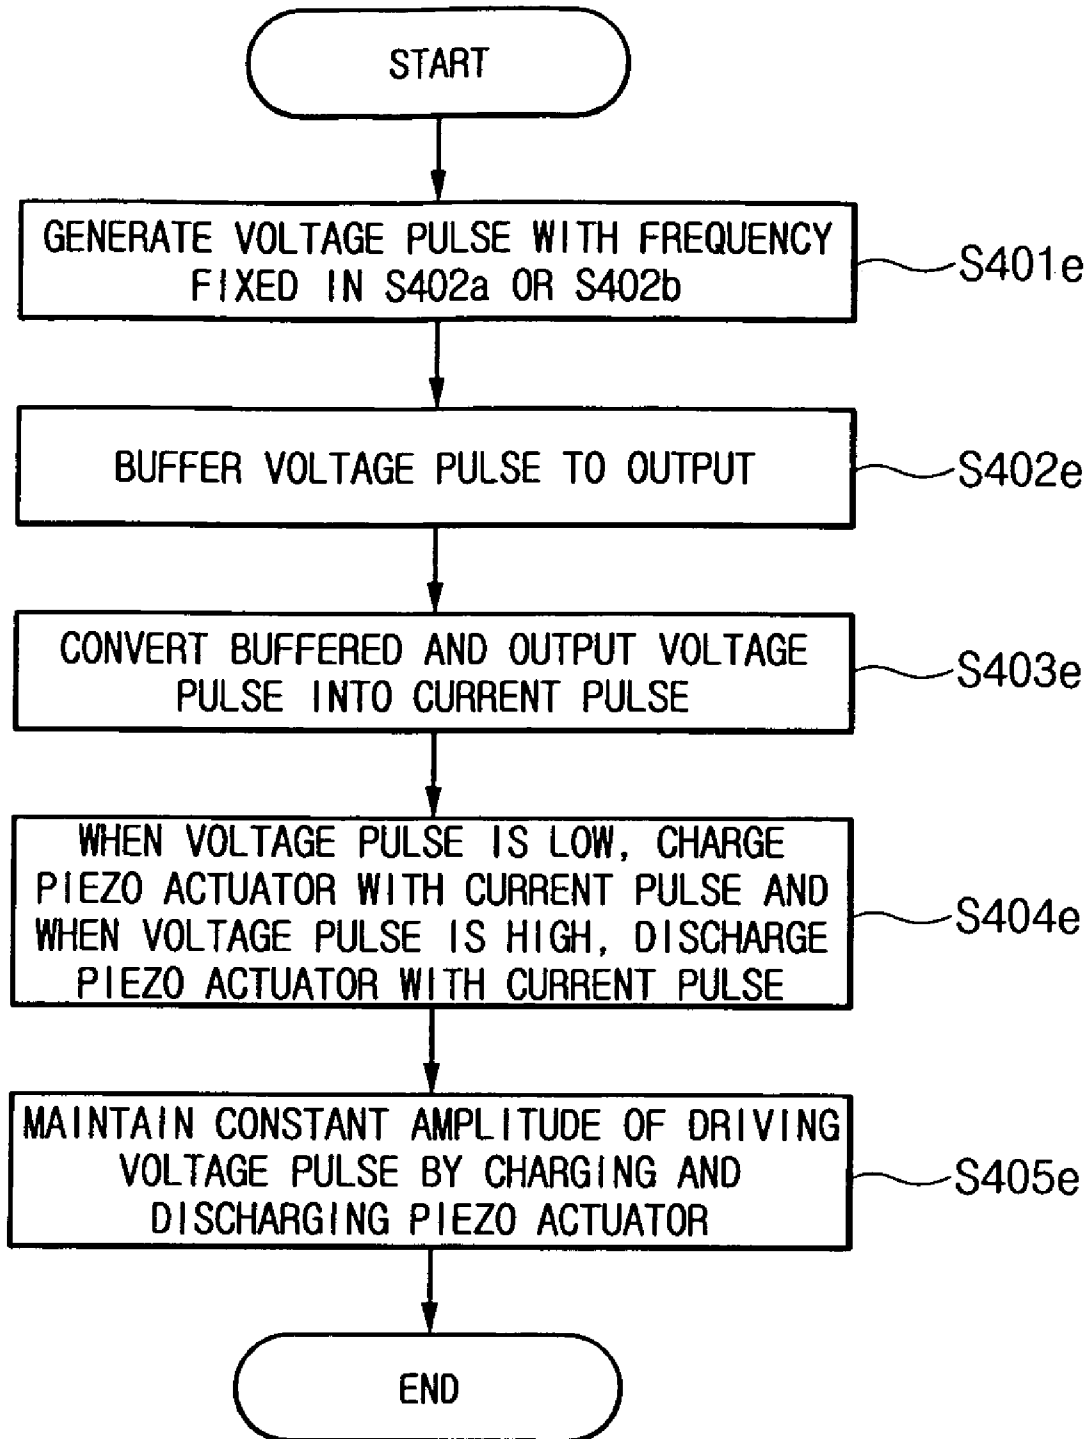 START
GENERATE VOLTAGE PULSE WITH FREQUENCY
FIXED IN S402a OR S402b
S401e
BUFFER VOLTAGE PULSE TO OUTPUT
S402e
CONVERT BUFFERED AND OUTPUT VOLTAGE
PULSE INTO CURRENT PULSE
S403e
WHEN VOLTAGE PULSE IS LOW, CHARGE
PIEZO ACTUATOR WITH CURRENT PULSE AND
WHEN VOLTAGE PULSE IS HIGH, DISCHARGE
PIEZO ACTUATOR WITH CURRENT PULSE
S404e
MAINTAIN CONSTANT AMPLITUDE OF DRIVING
VOLTAGE PULSE BY CHARGING AND
DISCHARGING PIEZO ACTUATOR
S405e
END